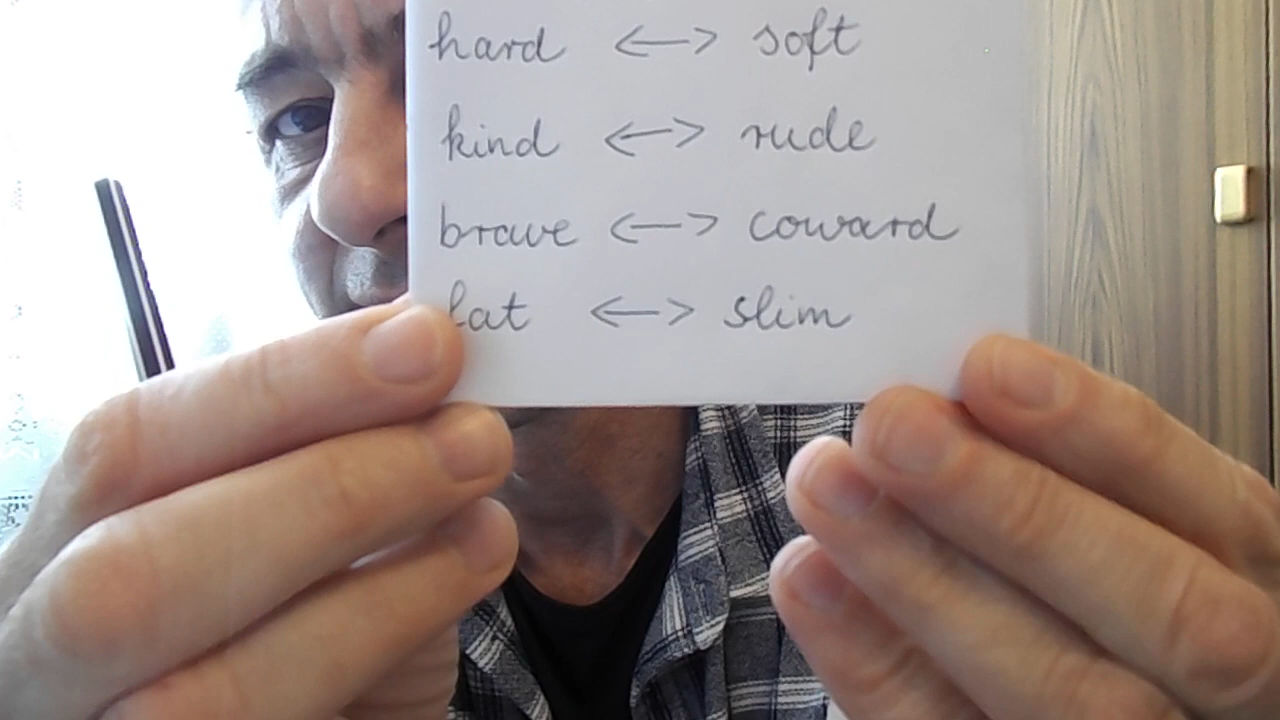 hard <-> soft
kind <-> rude
brave <-> coward
fat <-> slim